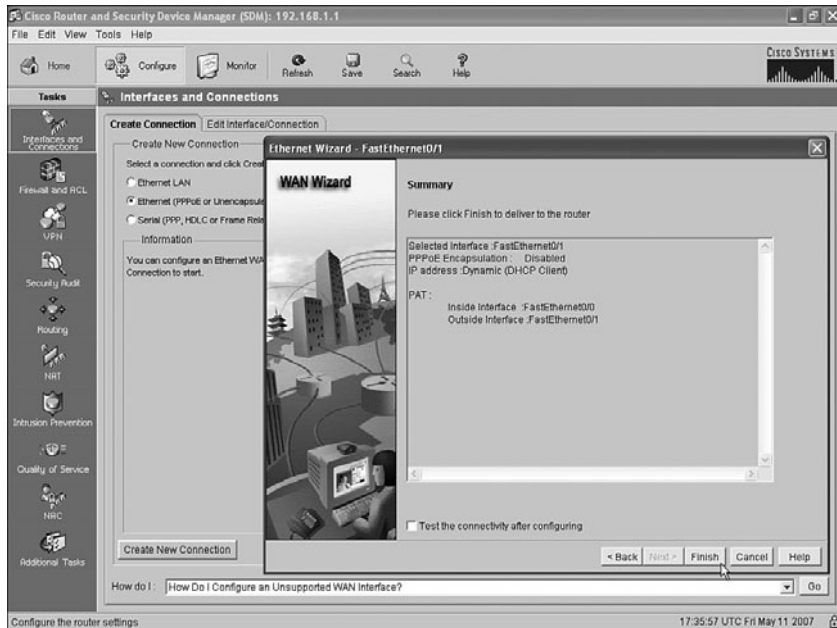 Cisco Router and Security Device Manager (SDM): 192.168.1.1
File Edit View Tools Help
Home Configure Monitor Refresh Save Search Help
CISCO SYSTEMS
Tasks
Interfaces and Connections
Interfaces and Connections
Firewall and ACL
VPN
Security Audit
Routing
NAT
Intrusion Prevention
Quality of Service
NAC
Additional Tasks
Create Connection Edit Interface/Connection
Create New Connection
Select a connection and click Creat
Ethernet LAN
Ethernet (PPPoE or Unencapsula
Serial (PPP, HDLC or Frame Rela
Information
You can configure an Ethernet WA
Connection to start.
Create New Connection
Ethernet Wizard - FastEthernet0/1
WAN Wizard
Summary
Please click Finish to deliver to the router
Selected Interface :FastEthernet0/1
PPPoE Encapsulation : Disabled
IP address :Dynamic (DHCP Client)
PAT :
Inside Interface :FastEthernet0/0
Outside Interface :FastEthernet0/1
Test the connectivity after configuring
< Back Next > Finish Cancel Help
How do I : How Do I Configure an Unsupported WAN Interface? Go
Configure the router settings
17:35:57 UTC Fri May 11 2007